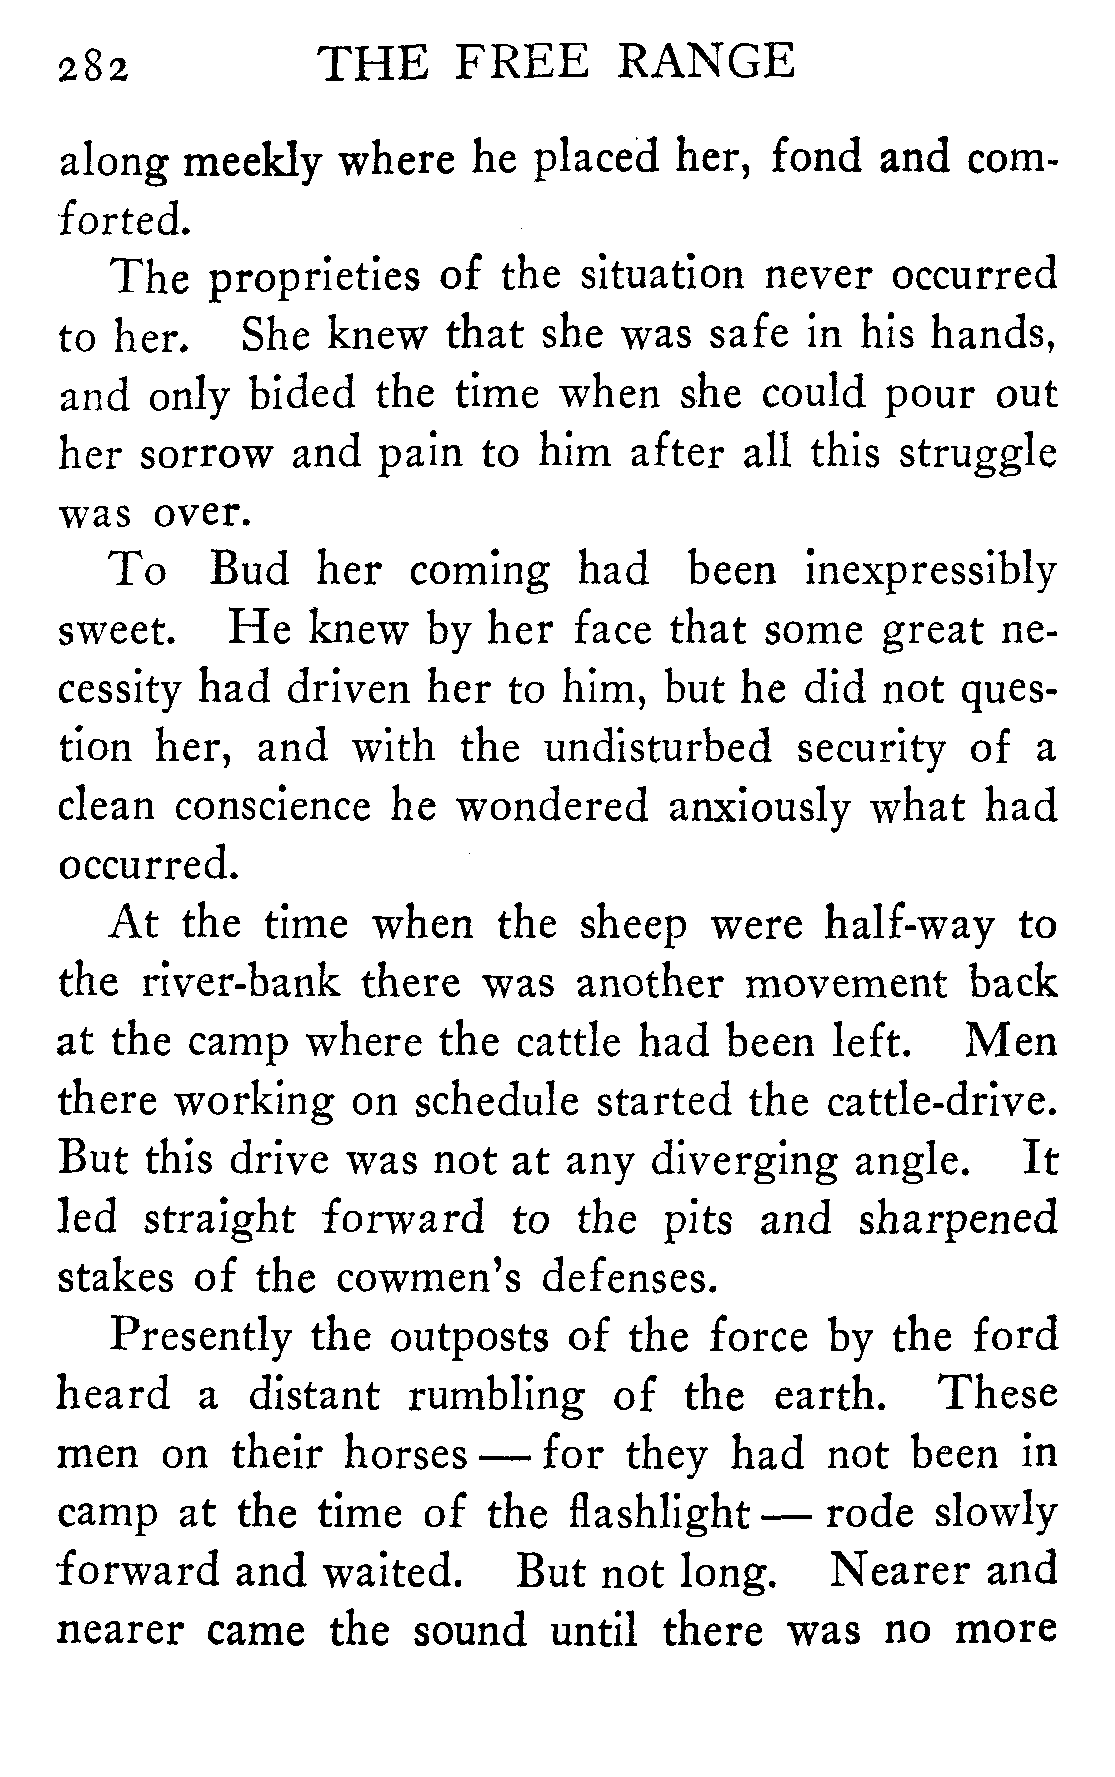 282 THE FREE RANGE
along meekly where he placed her, fond and com-
forted.
The proprieties of the situation never occurred
to her. She knew that she was safe in his hands,
and only bided the time when she could pour out
her sorrow and pain to him after all this struggle
was over.
To Bud her coming had been inexpressibly
sweet. He knew by her face that some great ne-
cessity had driven her to him, but he did not ques-
tion her, and with the undisturbed security of a
clean conscience he wondered anxiously what had
occurred.
At the time when the sheep were half-way to
the river-bank there was another movement back
at the camp where the cattle had been left. Men
there working on schedule started the cattle-drive.
But this drive was not at any diverging angle. It
led straight forward to the pits and sharpened
stakes of the cowmen's defenses.
Presently the outposts of the force by the ford
heard a distant rumbling of the earth. These
men on their horses — for they had not been in
camp at the time of the flashlight — rode slowly
forward and waited. But not long. Nearer and
nearer came the sound until there was no more